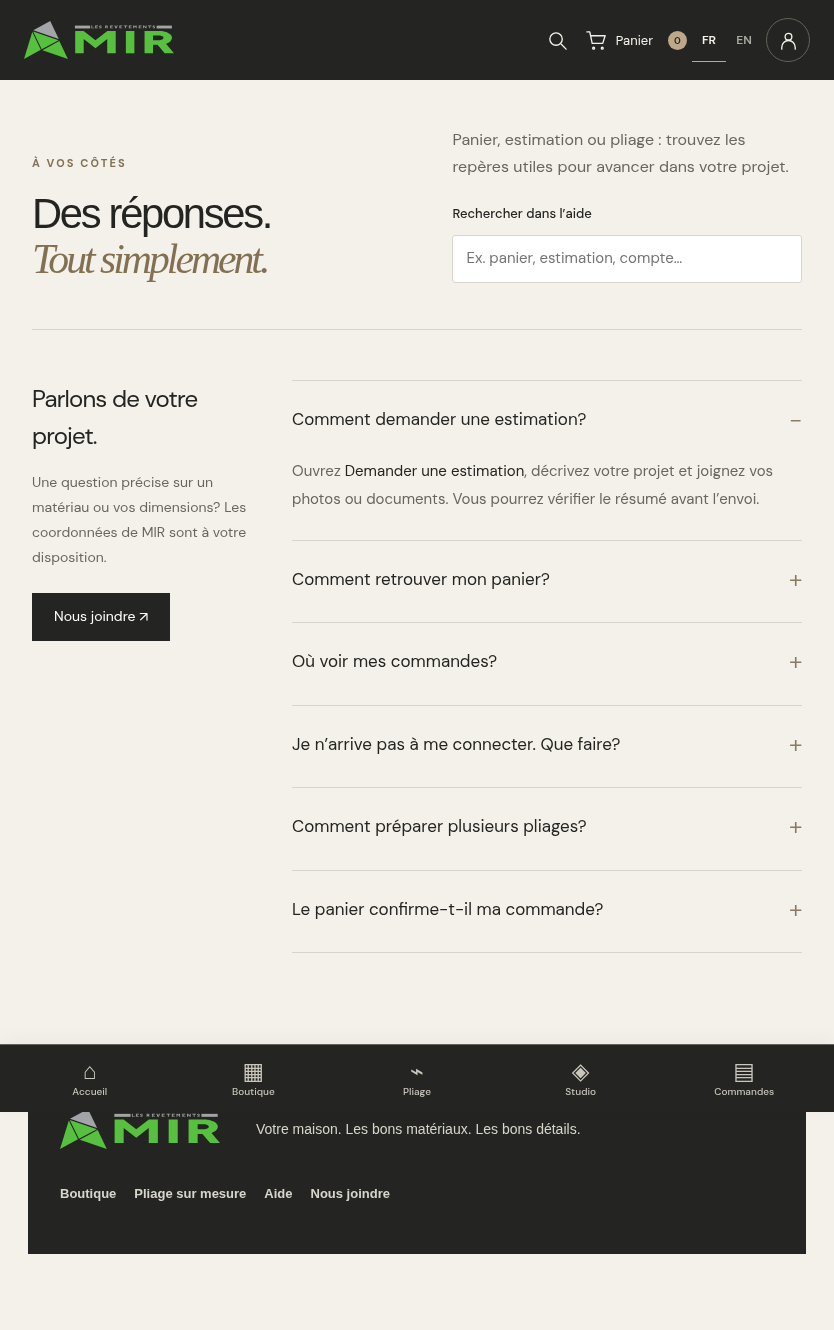 LES REVÊTEMENTS
MIR
Panier
0
FR
EN
À VOS CÔTÉS
Des réponses.
Tout simplement.
Panier, estimation ou pliage : trouvez les
repères utiles pour avancer dans votre projet.
Rechercher dans l’aide
Ex. panier, estimation, compte…
Parlons de votre
projet.
Une question précise sur un
matériau ou vos dimensions? Les
coordonnées de MIR sont à votre
disposition.
Nous joindre ↗
Comment demander une estimation?
Ouvrez Demander une estimation, décrivez votre projet et joignez vos
photos ou documents. Vous pourrez vérifier le résumé avant l’envoi.
Comment retrouver mon panier?
Où voir mes commandes?
Je n’arrive pas à me connecter. Que faire?
Comment préparer plusieurs pliages?
Le panier confirme-t-il ma commande?
Accueil
Boutique
Pliage
Studio
Commandes
LES REVÊTEMENTS
MIR
Votre maison. Les bons matériaux. Les bons détails.
Boutique
Pliage sur mesure
Aide
Nous joindre